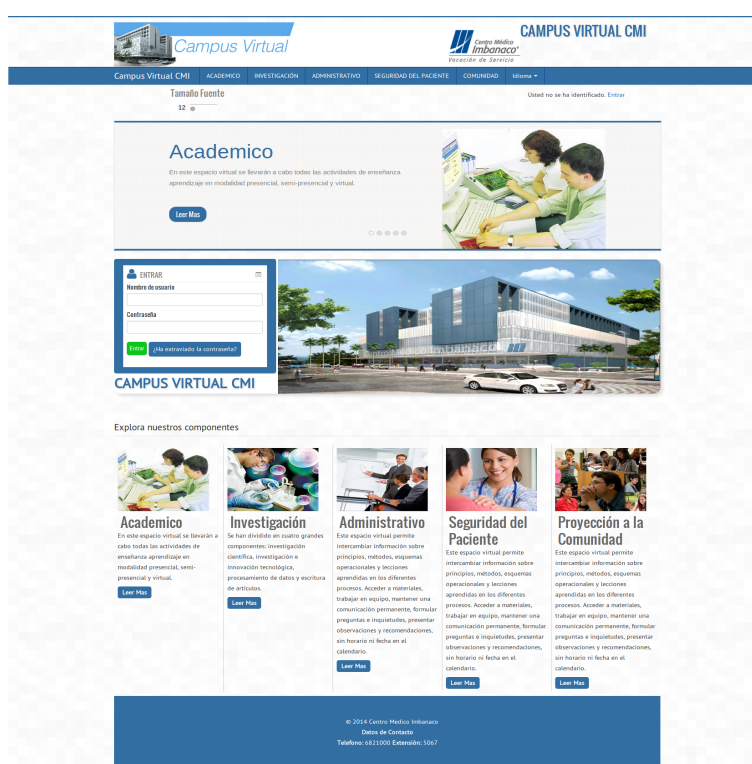 Campus Virtual
Centro Médico
Imbanaco
Vocación de Servicio
CAMPUS VIRTUAL CMI
Campus Virtual CMI ACADEMICO INVESTIGACIÓN ADMINISTRATIVO SEGURIDAD DEL PACIENTE COMUNIDAD Idioma
Tamaño Fuente
Usted no se ha identificado. Entrar
12
Academico
En este espacio virtual se llevarán a cabo todas las actividades de enseñanza
aprendizaje en modalidad presencial, semi-presencial y virtual.
Leer Mas
ENTRAR
Nombre de usuario
Contraseña
Entrar ¿Ha extraviado la contraseña?
CAMPUS VIRTUAL CMI
Explora nuestros componentes
Academico
En este espacio virtual se llevarán a
cabo todas las actividades de
enseñanza aprendizaje en
modalidad presencial, semi-
presencial y virtual.
Leer Mas
Investigación
Se han dividido en cuatro grandes
componentes: investigación
científica, investigación e
innovación tecnológica,
procesamiento de datos y escritura
de artículos.
Leer Mas
Administrativo
Este espacio virtual permite
intercambiar información sobre
principios, métodos, esquemas
operacionales y lecciones
aprendidas en los diferentes
procesos. Acceder a materiales,
trabajar en equipo, mantener una
comunicación permanente, formular
preguntas e inquietudes, presentar
observaciones y recomendaciones,
sin horario ni fecha en el
calendario.
Leer Mas
Seguridad del
Paciente
Este espacio virtual permite
intercambiar información sobre
principios, métodos, esquemas
operacionales y lecciones
aprendidas en los diferentes
procesos. Acceder a materiales,
trabajar en equipo, mantener una
comunicación permanente, formular
preguntas e inquietudes, presentar
observaciones y recomendaciones,
sin horario ni fecha en el
calendario.
Leer Mas
Proyección a la
Comunidad
Este espacio virtual permite
intercambiar información sobre
principios, métodos, esquemas
operacionales y lecciones
aprendidas en los diferentes
procesos. Acceder a materiales,
trabajar en equipo, mantener una
comunicación permanente, formular
preguntas e inquietudes, presentar
observaciones y recomendaciones,
sin horario ni fecha en el
calendario.
Leer Mas
© 2014 Centro Medico Imbanaco
Datos de Contacto
Telefono: 6821000 Extensión: 5067